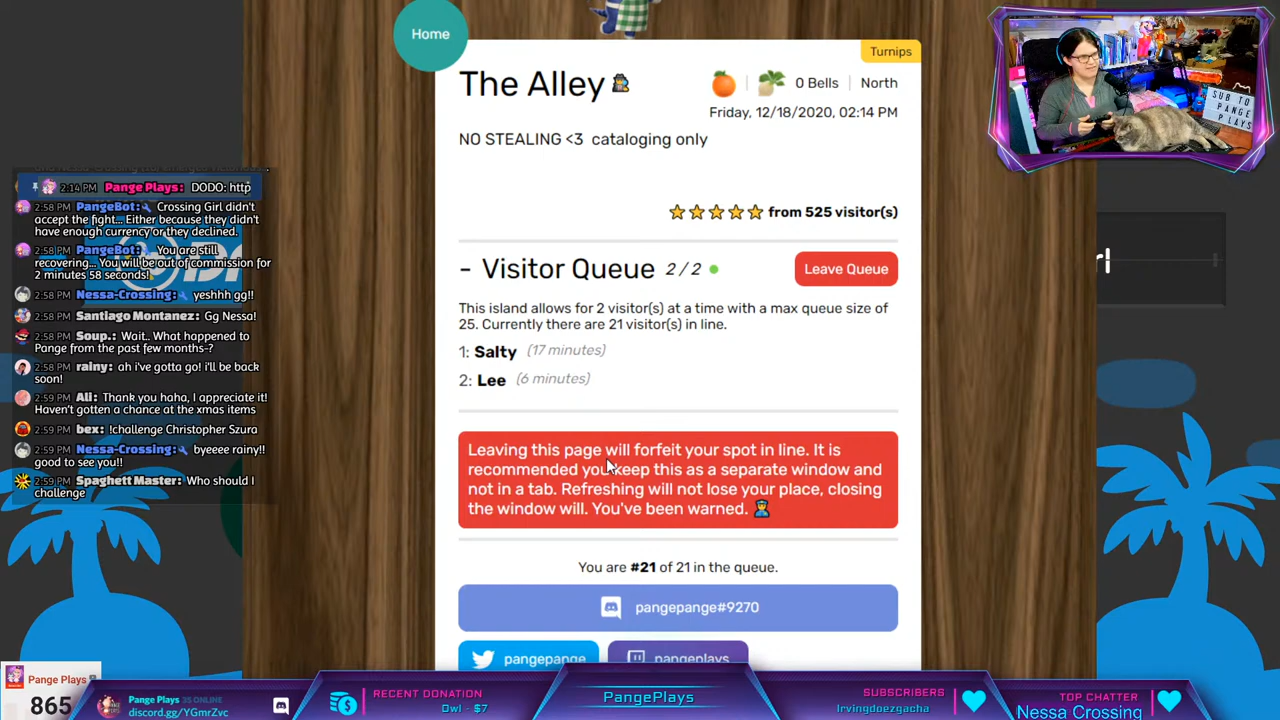 Home
Turnips
The Alley
0 Bells
North
Friday, 12/18/2020, 02:14 PM
NO STEALING <3 cataloging only
from 525 visitor(s)
- Visitor Queue 2 / 2
Leave Queue
This island allows for 2 visitor(s) at a time with a max queue size of
25. Currently there are 21 visitor(s) in line.
1: Salty (17 minutes)
2: Lee (6 minutes)
Leaving this page will forfeit your spot in line. It is
recommended you keep this as a separate window and
not in a tab. Refreshing will not lose your place, closing
the window will. You've been warned.
You are #21 of 21 in the queue.
pangepange#9270
pangepange
pangeplays
SUB TO
PANGE
PLAYS
2:14 PM Pange Plays: DODO: http
2:58 PM PangeBot: Crossing Girl didn't
accept the fight... Either because they didn't
have enough currency or they declined.
2:58 PM PangeBot: You are still
recovering... You will be out of commission for
2 minutes 58 seconds!
2:58 PM Nessa-Crossing: yeshhh gg!!
2:58 PM Santiago Montanez: Gg Nessa!
2:58 PM Soup.: Wait.. What happened to
Pange from the past few months-?
2:58 PM rainy: ah i've gotta go! i'll be back
soon!
2:59 PM Ali: Thank you haha, I appreciate it!
Haven't gotten a chance at the xmas items
2:59 PM bex: !challenge Christopher Szura
2:59 PM Nessa-Crossing: byeeee rainy!!
good to see you!!
2:59 PM Spaghett Master: Who should I
challenge
Pange Plays
865
Pange Plays 35 ONLINE
discord.gg/YGmrZvc
RECENT DONATION
Owl - $7
PangePlays
SUBSCRIBERS
Irvingdoezgacha
TOP CHATTER
Nessa Crossing